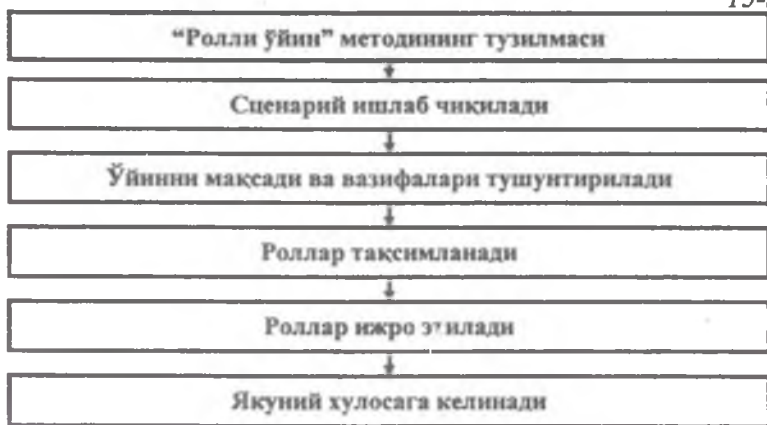 15-
“Ролли ўйин” методининг тузилмаси
Сценарий ишлаб чиқилади
Ўйинни мақсади ва вазифалари тушунтирилади
Роллар тақсимланади
Роллар ижро этилади
Якуний хулосага келинади